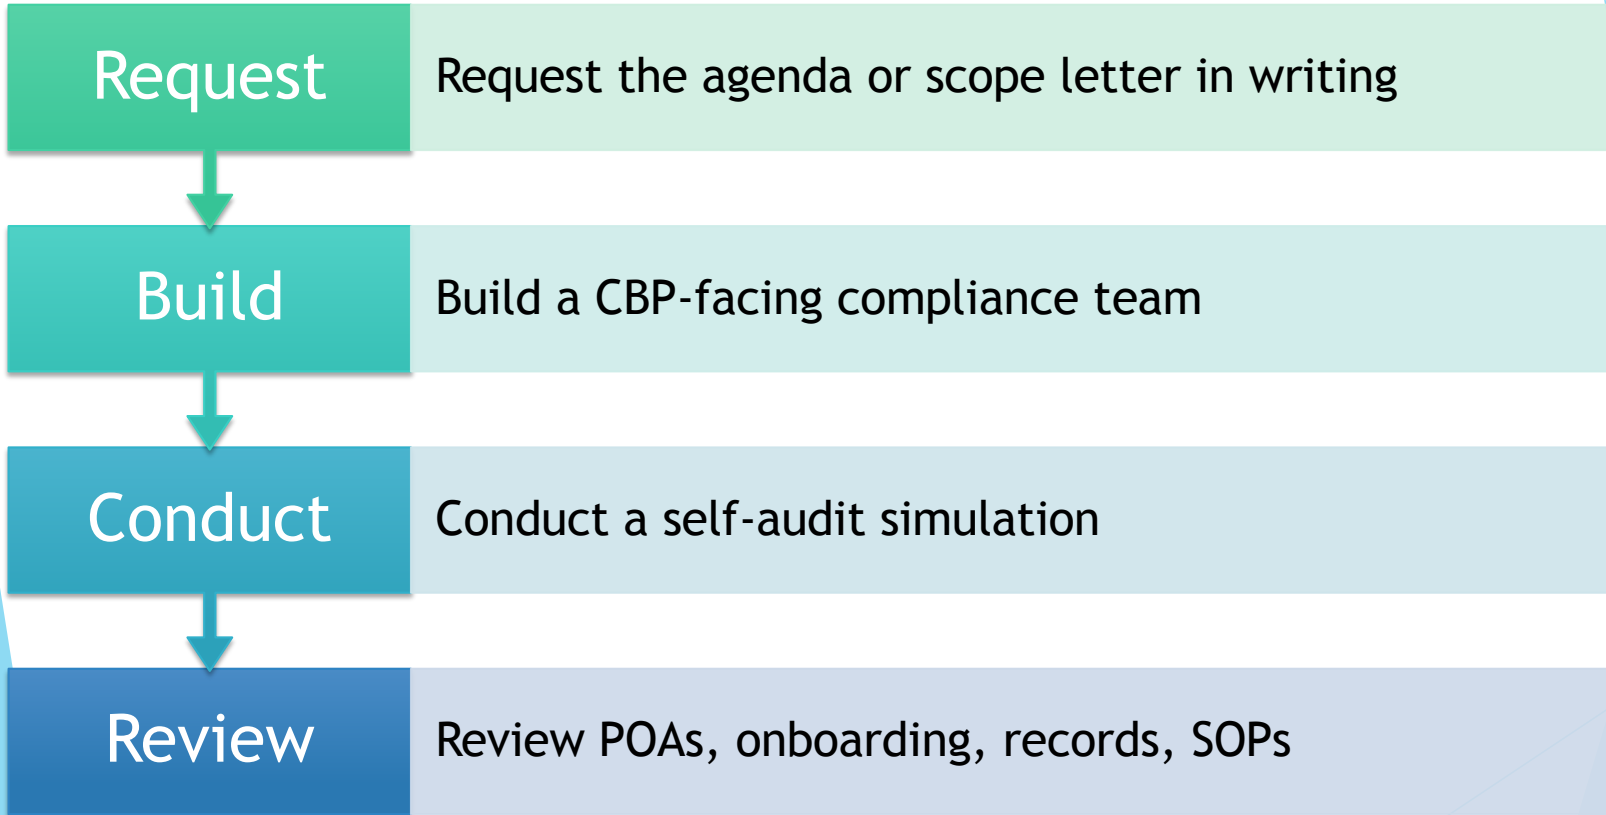 Request
Request the agenda or scope letter in writing
Build
Build a CBP-facing compliance team
Conduct
Conduct a self-audit simulation
Review
Review POAs, onboarding, records, SOPs